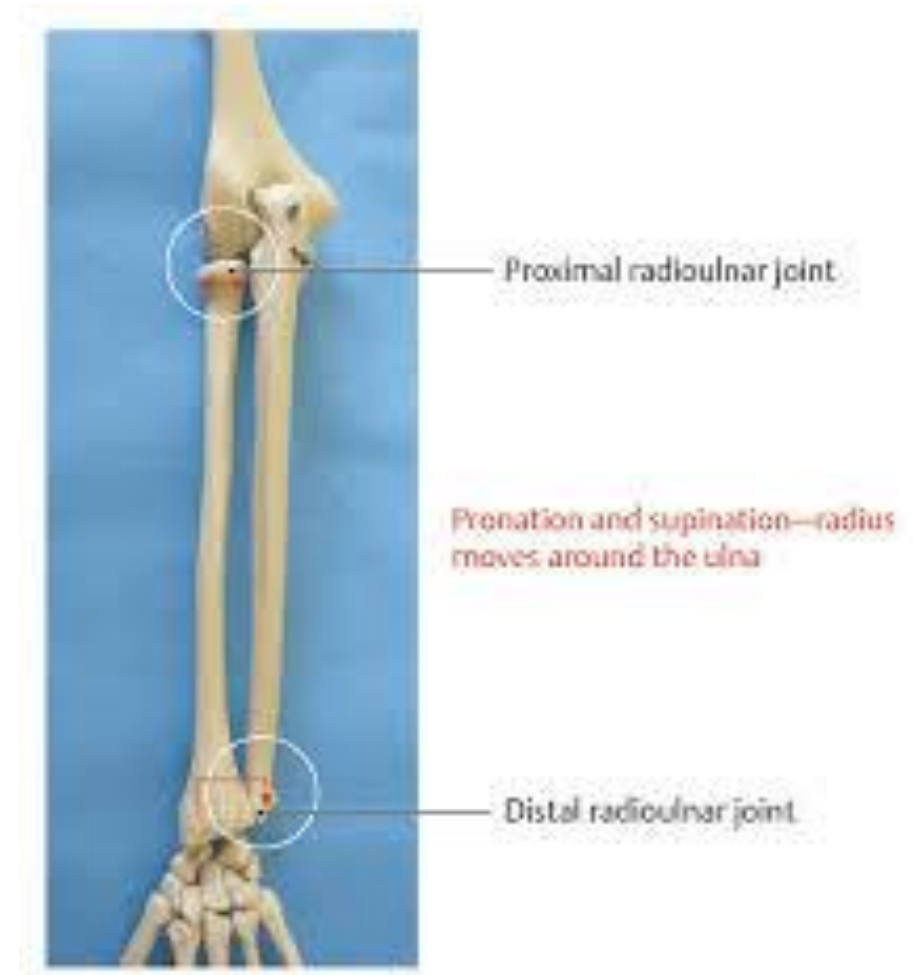 Proximal radioulnar joint
Pronation and supination—radius
moves around the ulna
Distal radioulnar joint